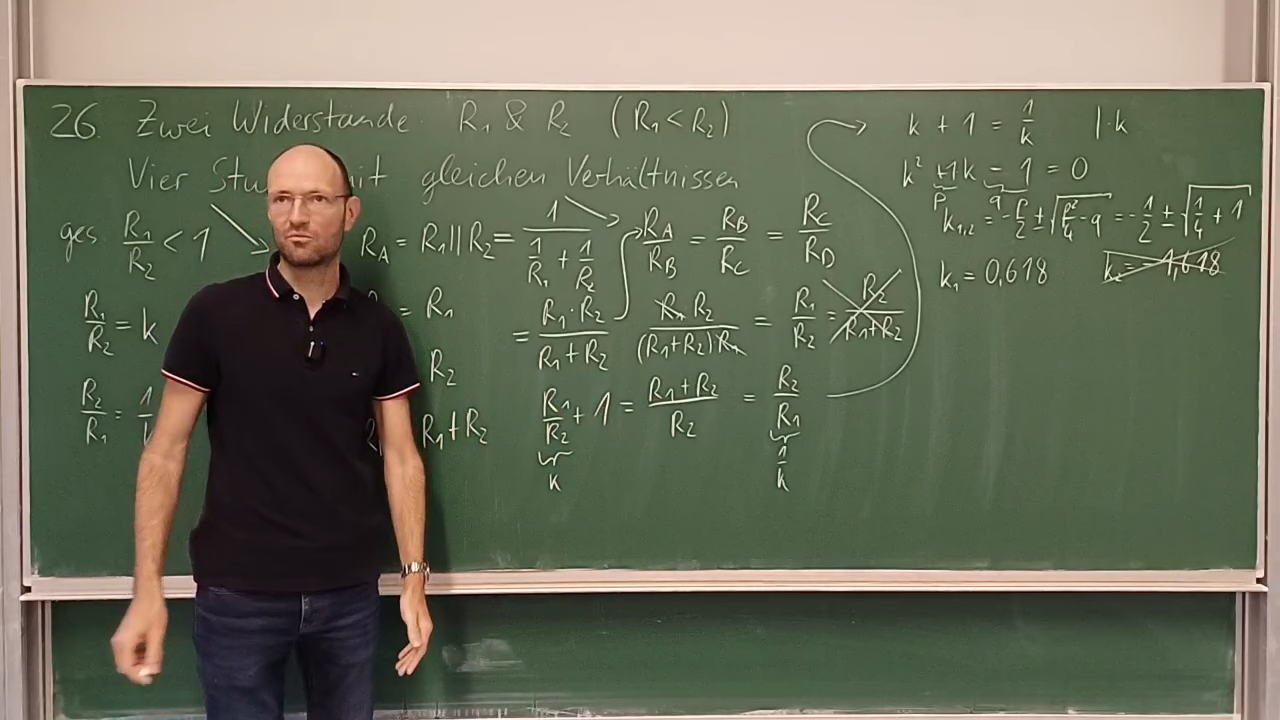 26. Zwei Widerstände R₁ & R₂ (R₁ < R₂)
Vier mit gleichen Verhältnissen
ges. R₁/R₂ < 1
R_A = R₁||R₂ = 1/(1/R₁ + 1/R₂)
= (R₁·R₂)/(R₁+R₂)
= R₁
R₂
R₁+R₂
R₁/R₂ = k
R₂/R₁ = 1/
R_A/R_B = R_B/R_C = R_C/R_D
R₁ R₂/((R₁+R₂)R₁) = R₁/R₂ = R₂/(R₁+R₂)
R₁/R₂ + 1 = (R₁+R₂)/R₂ = R₂/R₁
k 1/k
k + 1 = 1/k |·k
k² +1k - 1 = 0
p q
k₁,₂ = -p/2 ± √(p²/4 - q) = -1/2 ± √(1/4 + 1)
k₁ = 0,618 k₂ = -1,618